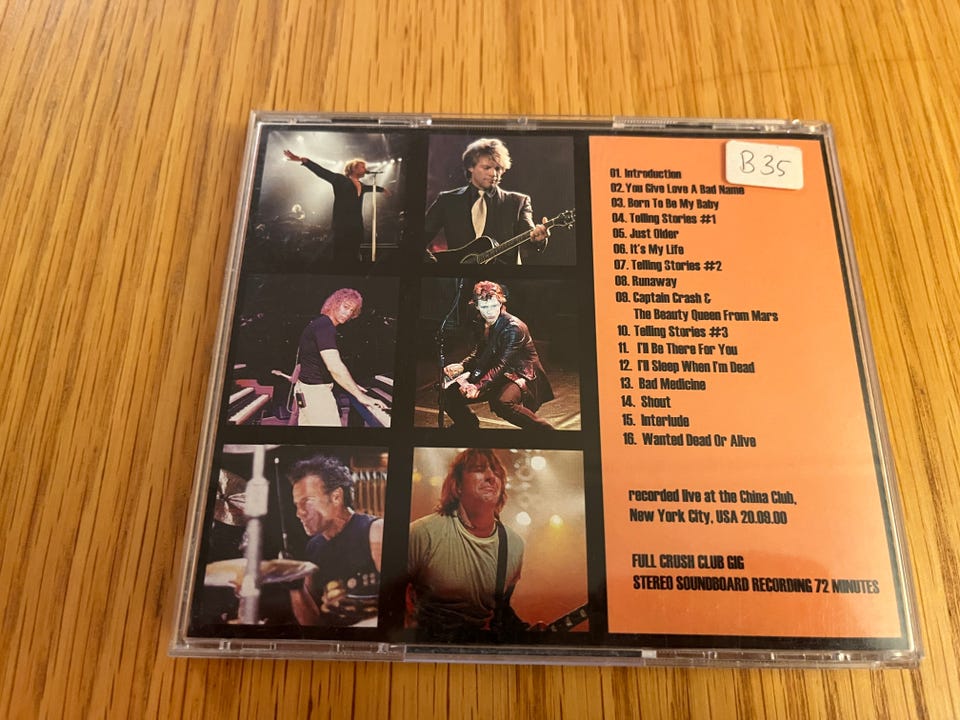 B35
01. Introduction
02. You Give Love A Bad Name
03. Born To Be My Baby
04. Telling Stories #1
05. Just Older
06. It's My Life
07. Telling Stories #2
08. Runaway
09. Captain Crash &
The Beauty Queen From Mars
10. Telling Stories #3
11. I'll Be There For You
12. I'll Sleep When I'm Dead
13. Bad Medicine
14. Shout
15. Interlude
16. Wanted Dead Or Alive
recorded live at the China Club,
New York City, USA 20.09.00
FULL CRUSH CLUB GIG
STEREO SOUNDBOARD RECORDING 72 MINUTES